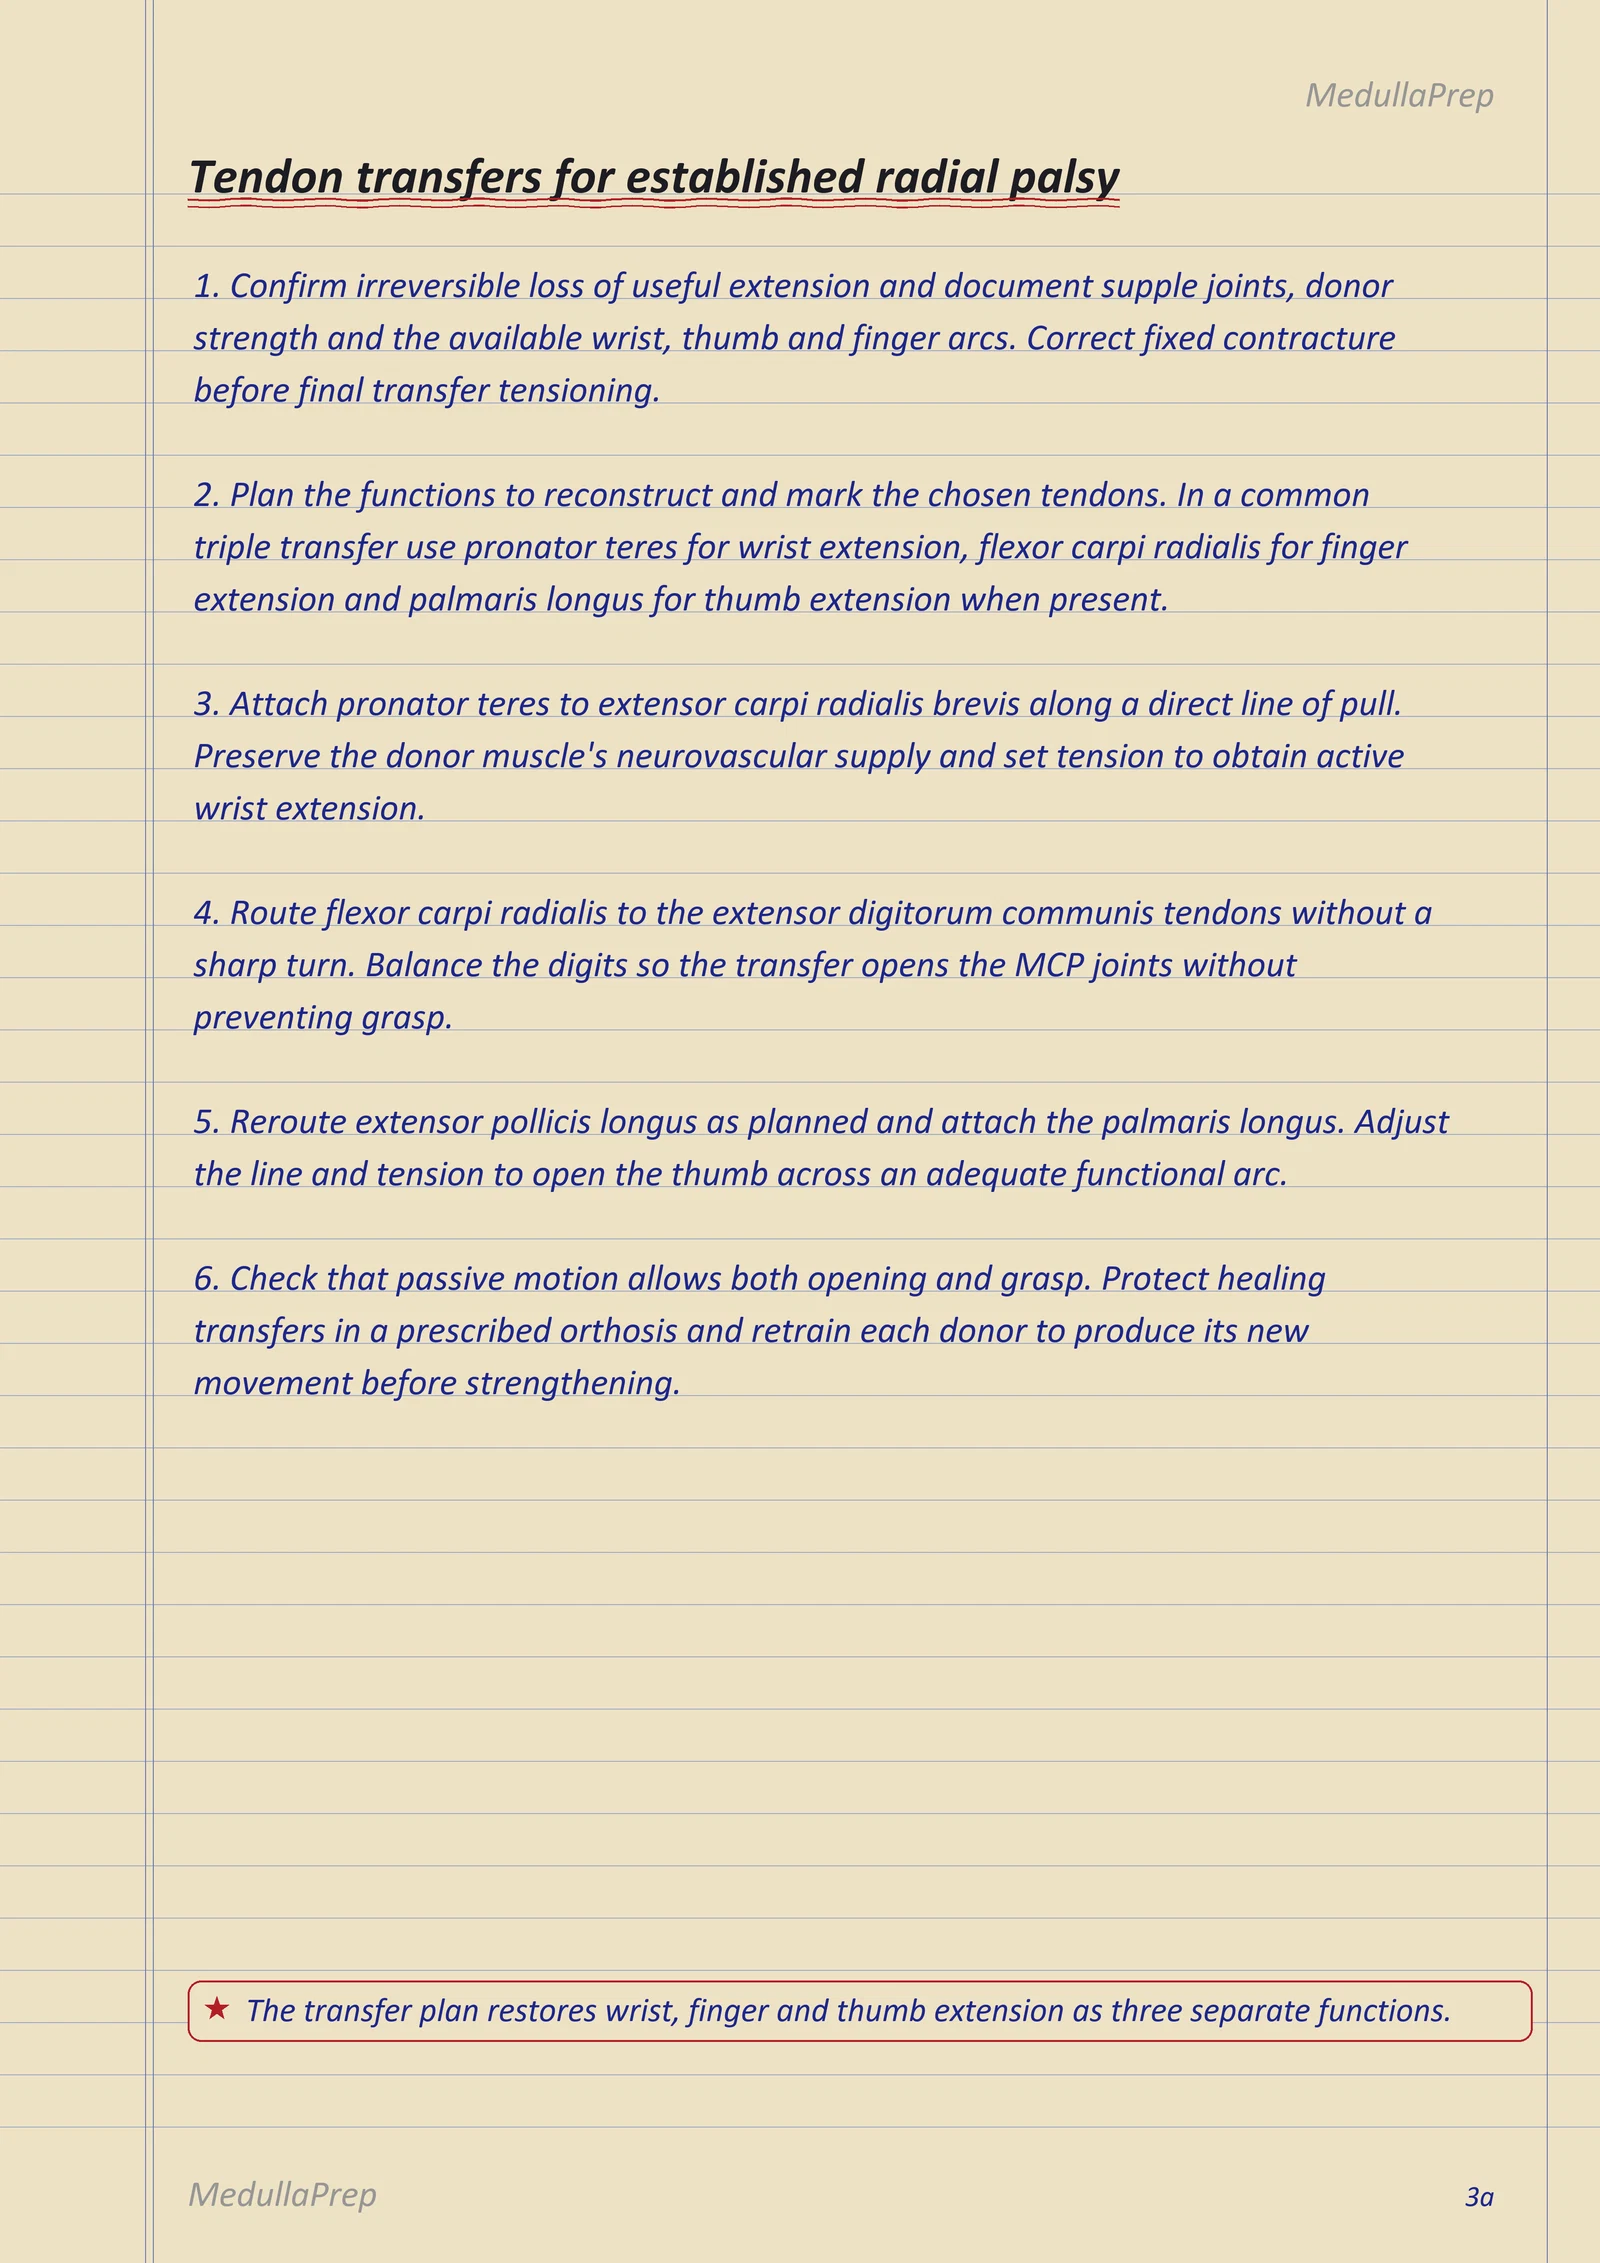 MedullaPrep
Tendon transfers for established radial palsy
1. Confirm irreversible loss of useful extension and document supple joints, donor
strength and the available wrist, thumb and finger arcs. Correct fixed contracture
before final transfer tensioning.
2. Plan the functions to reconstruct and mark the chosen tendons. In a common
triple transfer use pronator teres for wrist extension, flexor carpi radialis for finger
extension and palmaris longus for thumb extension when present.
3. Attach pronator teres to extensor carpi radialis brevis along a direct line of pull.
Preserve the donor muscle's neurovascular supply and set tension to obtain active
wrist extension.
4. Route flexor carpi radialis to the extensor digitorum communis tendons without a
sharp turn. Balance the digits so the transfer opens the MCP joints without
preventing grasp.
5. Reroute extensor pollicis longus as planned and attach the palmaris longus. Adjust
the line and tension to open the thumb across an adequate functional arc.
6. Check that passive motion allows both opening and grasp. Protect healing
transfers in a prescribed orthosis and retrain each donor to produce its new
movement before strengthening.
★ The transfer plan restores wrist, finger and thumb extension as three separate functions.
MedullaPrep
3a